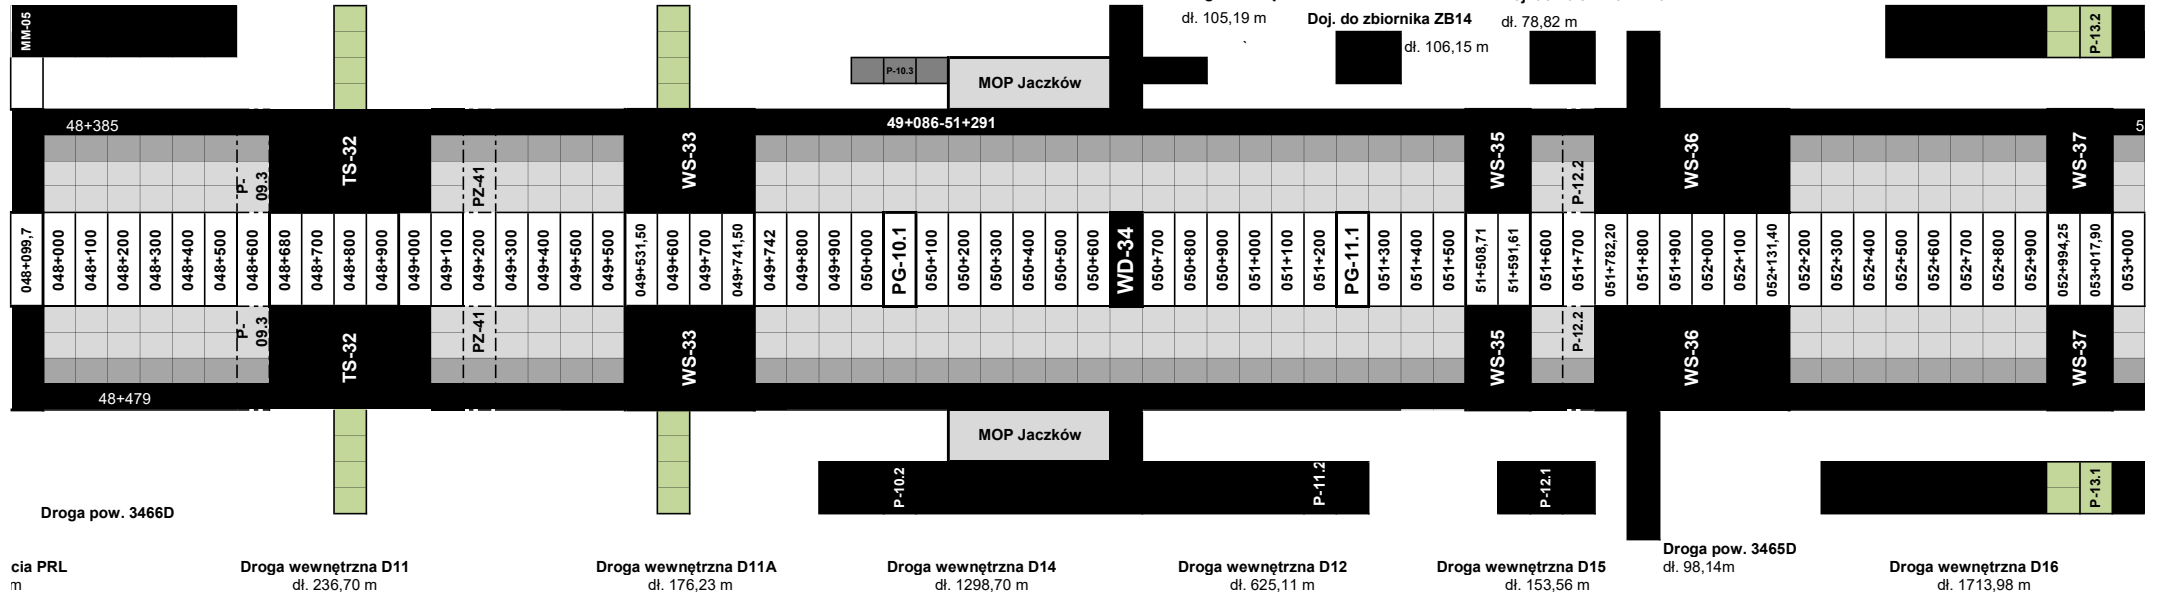 dł. 105,19 m
Doj. do zbiornika ZB14
dł. 78,82 m
dł. 106,15 m
MM-05
P-10.3
MOP Jaczków
P-13.2
48+385
49+086-51+291
5
P-
09.3
TS-32
PZ-41
WS-33
WS-35
P-12.2
WS-36
WS-37
048+099,7
048+000
048+100
048+200
048+300
048+400
048+500
048+600
048+680
048+700
048+800
048+900
049+000
049+100
049+200
049+300
049+400
049+500
049+500
049+531,50
049+600
049+700
049+741,50
049+742
049+800
049+900
050+000
PG-10.1
050+100
050+200
050+300
050+400
050+500
050+600
WD-34
050+700
050+800
050+900
051+000
051+100
051+200
PG-11.1
051+300
051+400
051+500
51+508,71
51+591,61
051+600
051+700
051+782,20
051+800
051+900
052+000
052+100
052+131,40
052+200
052+300
052+400
052+500
052+600
052+700
052+800
052+900
052+994,25
053+017,90
053+000
P-
09.3
TS-32
PZ-41
WS-33
WS-35
P-12.2
WS-36
WS-37
48+479
MOP Jaczków
P-10.2
P-11.2
P-12.1
P-13.1
Droga pow. 3466D
Droga pow. 3465D
dł. 98,14m
cia PRL
m
Droga wewnętrzna D11
dł. 236,70 m
Droga wewnętrzna D11A
dł. 176,23 m
Droga wewnętrzna D14
dł. 1298,70 m
Droga wewnętrzna D12
dł. 625,11 m
Droga wewnętrzna D15
dł. 153,56 m
Droga wewnętrzna D16
dł. 1713,98 m